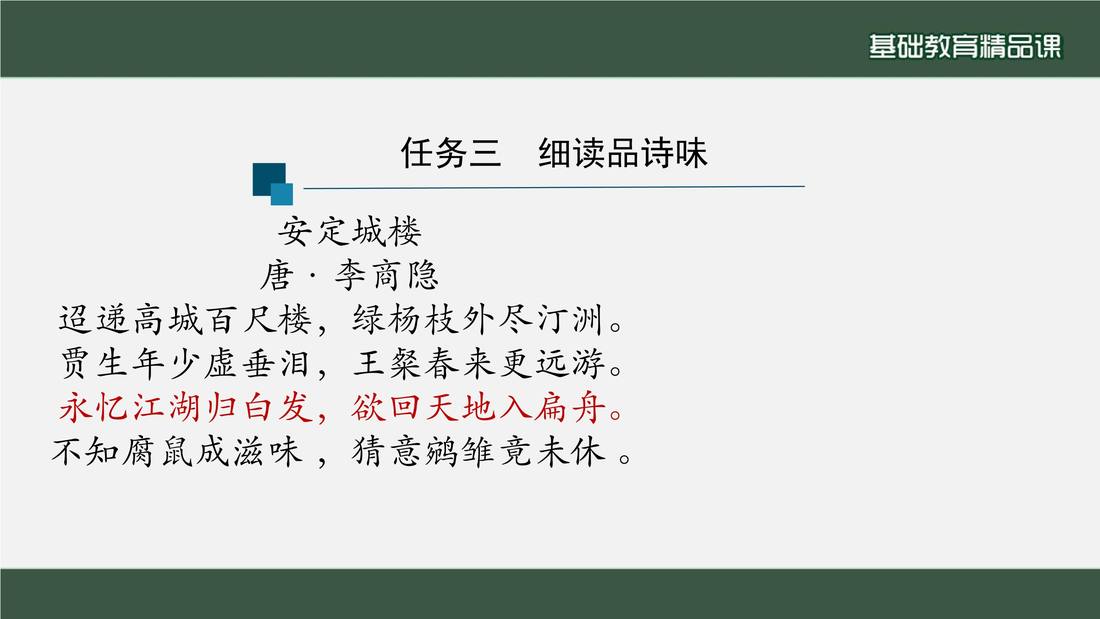 基础教育精品课
任务三 细读品诗味
安定城楼
唐·李商隐
迢递高城百尺楼，绿杨枝外尽汀洲。
贾生年少虚垂泪，王粲春来更远游。
永忆江湖归白发，欲回天地入扁舟。
不知腐鼠成滋味，猜意鹓雏竟未休。